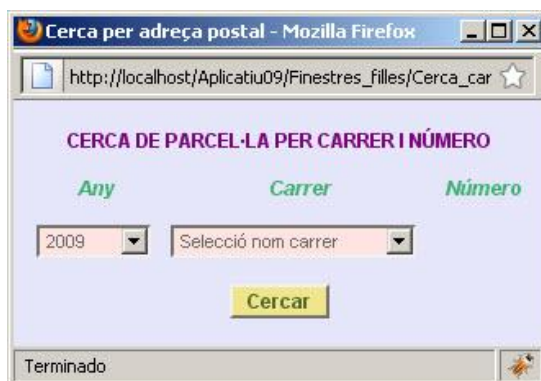 Cerca per adreça postal - Mozilla Firefox
http://localhost/Aplicatiu09/Finestres_filles/Cerca_car
CERCA DE PARCEL·LA PER CARRER I NÚMERO
Any Carrer Número
2009 Selecció nom carrer
Cercar
Terminado